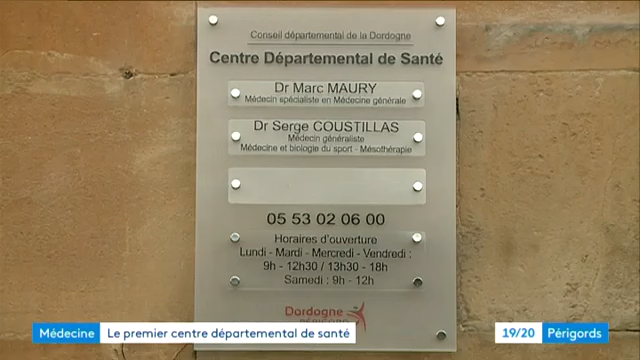 Conseil départemental de la Dordogne
Centre Départemental de Santé
Dr Marc MAURY
Médecin spécialiste en Médecine générale
Dr Serge COUSTILLAS
Médecin généraliste
Médecine et biologie du sport - Mésothérapie
05 53 02 06 00
Horaires d'ouverture
Lundi - Mardi - Mercredi - Vendredi :
9h - 12h30 / 13h30 - 18h
Samedi : 9h - 12h
Dordogne
PÉRIGORD
Médecine Le premier centre départemental de santé 19/20 Périgords